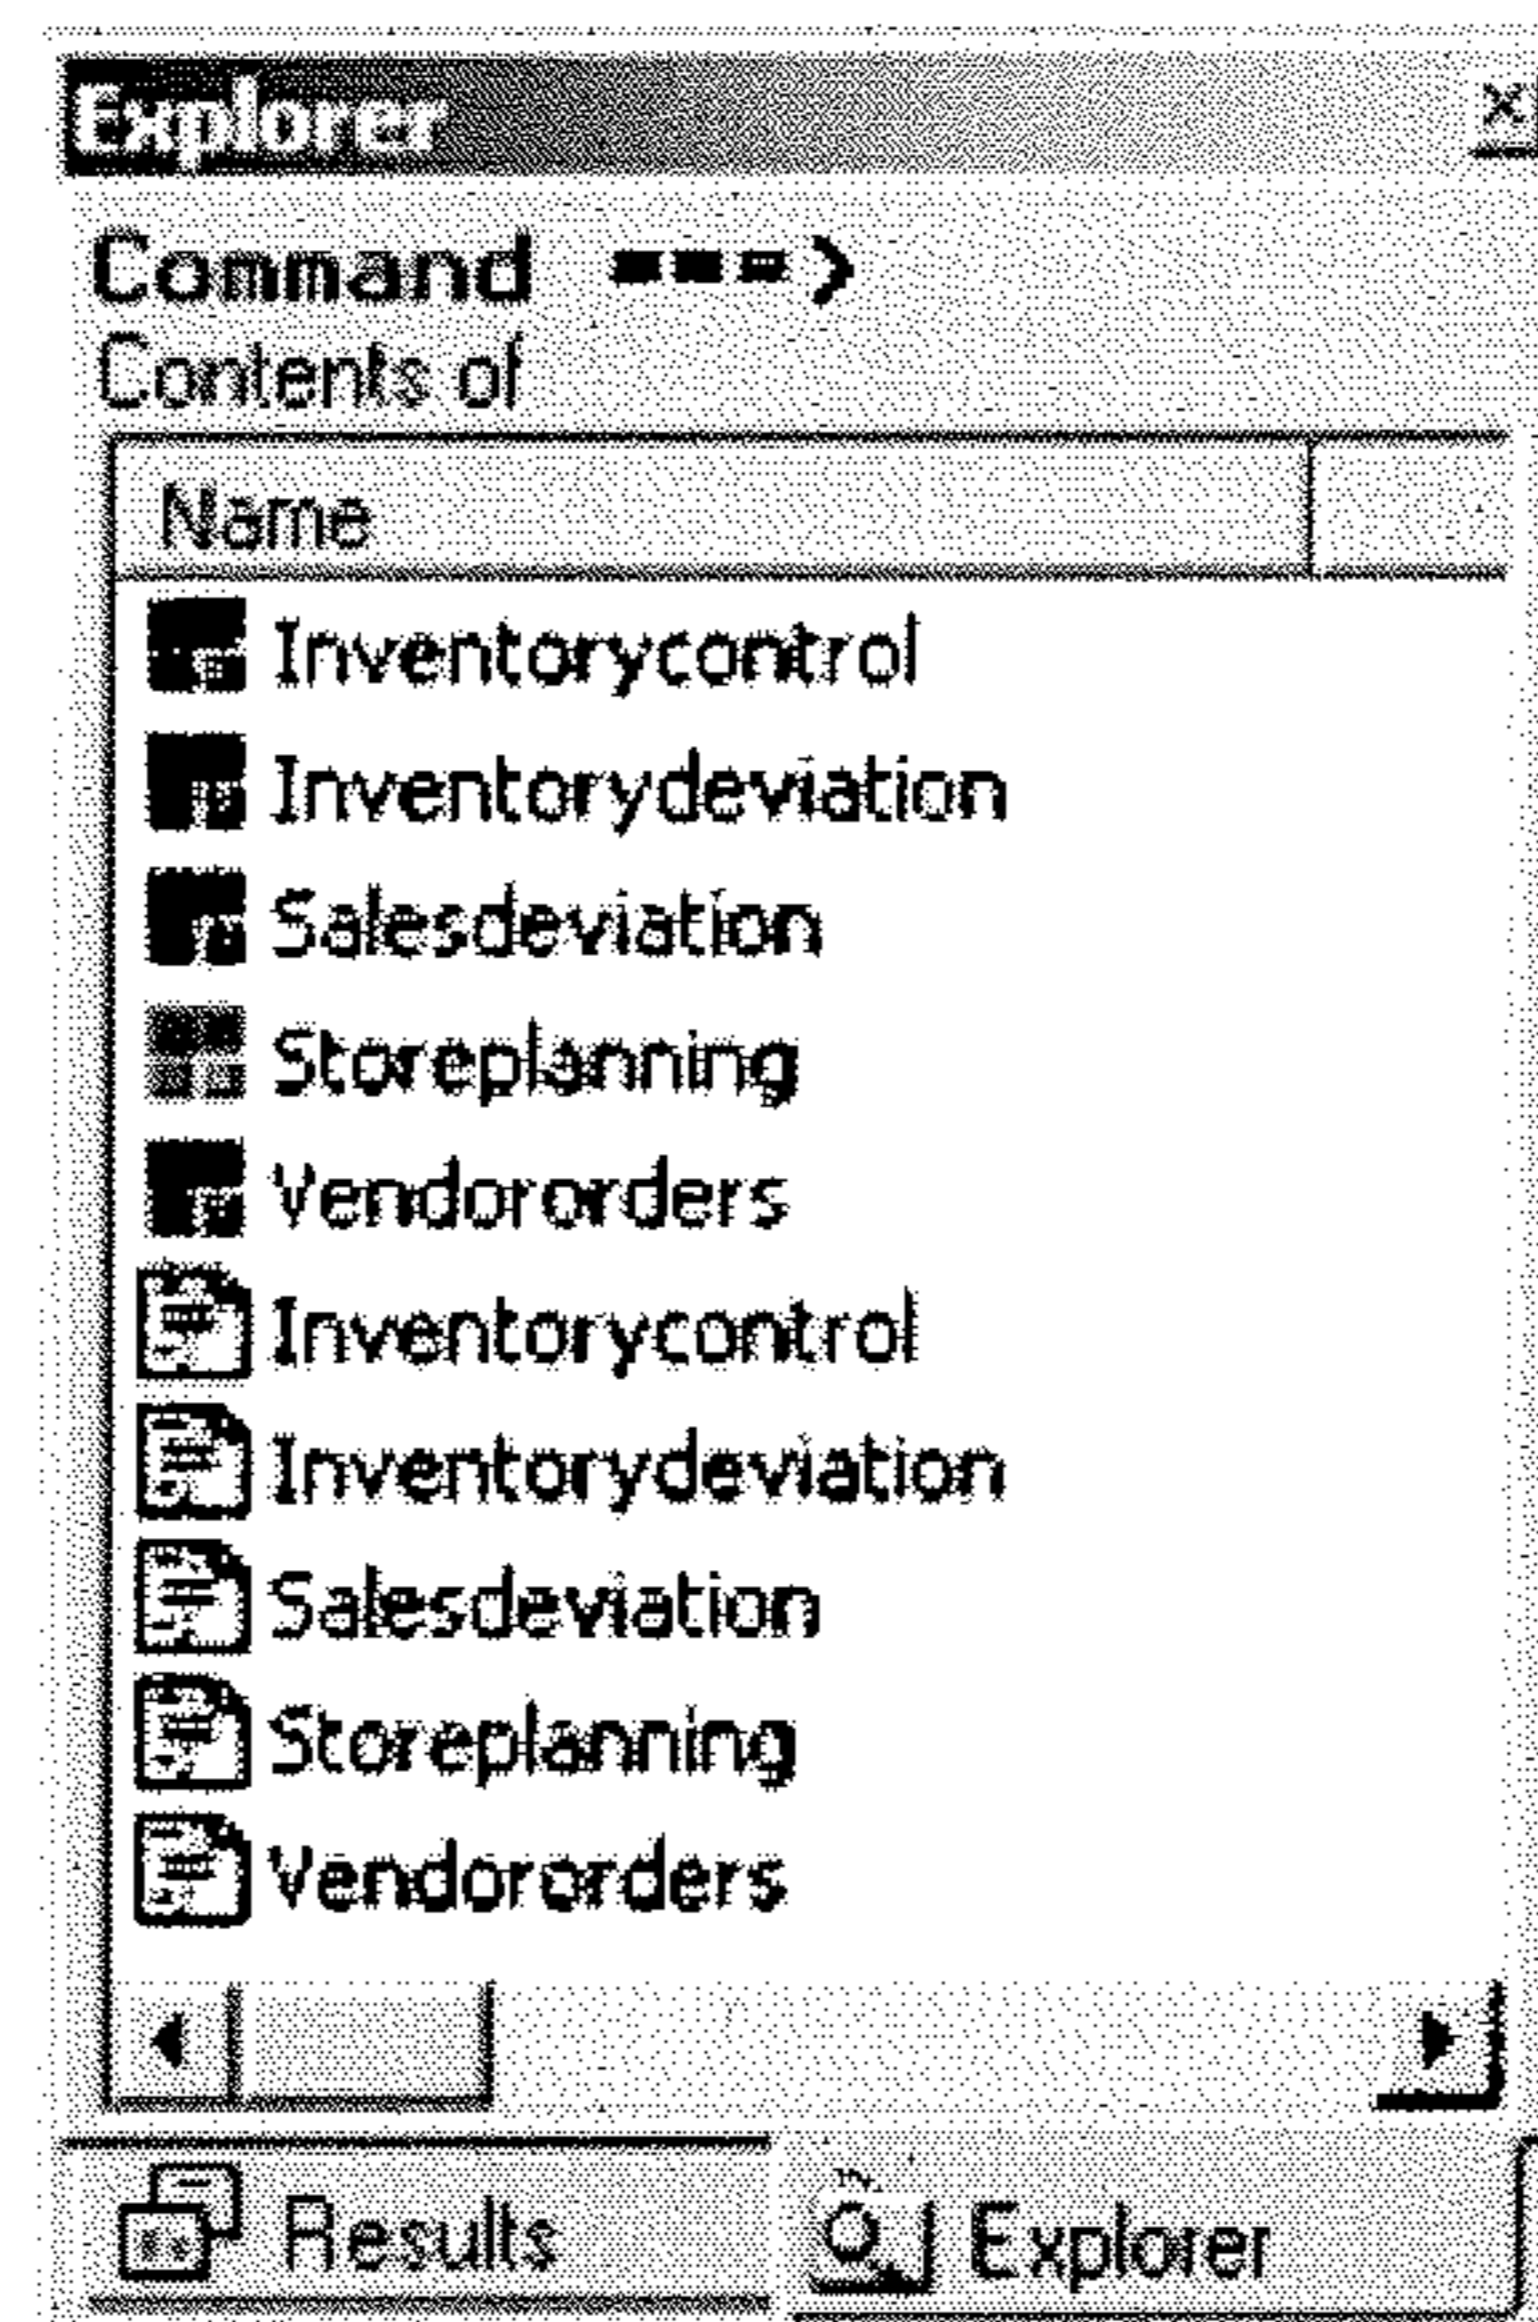 Explorer
Command ===>
Contents of
Name
Inventorycontrol
Inventorydeviation
Salesdeviation
Storeplanning
Vendororders
Inventorycontrol
Inventorydeviation
Salesdeviation
Storeplanning
Vendororders
Results Explorer